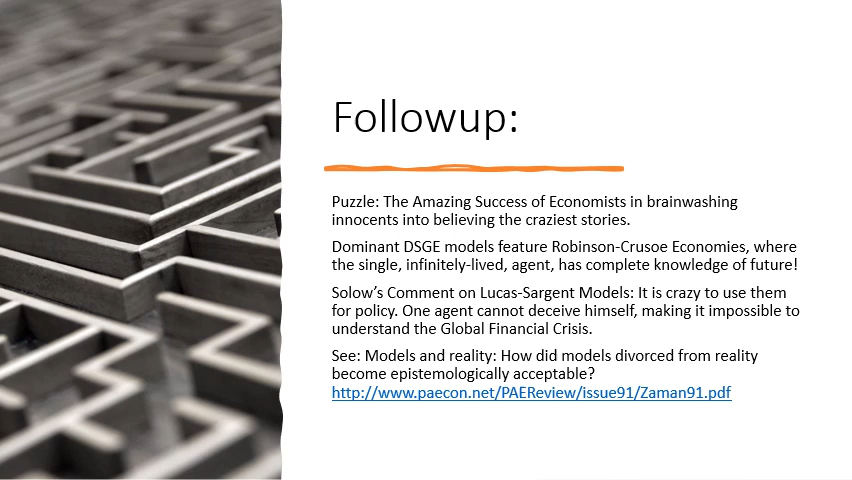 Followup:
Puzzle: The Amazing Success of Economists in brainwashing
innocents into believing the craziest stories.
Dominant DSGE models feature Robinson-Crusoe Economies, where
the single, infinitely-lived, agent, has complete knowledge of future!
Solow’s Comment on Lucas-Sargent Models: It is crazy to use them
for policy. One agent cannot deceive himself, making it impossible to
understand the Global Financial Crisis.
See: Models and reality: How did models divorced from reality
become epistemologically acceptable?
http://www.paecon.net/PAEReview/issue91/Zaman91.pdf